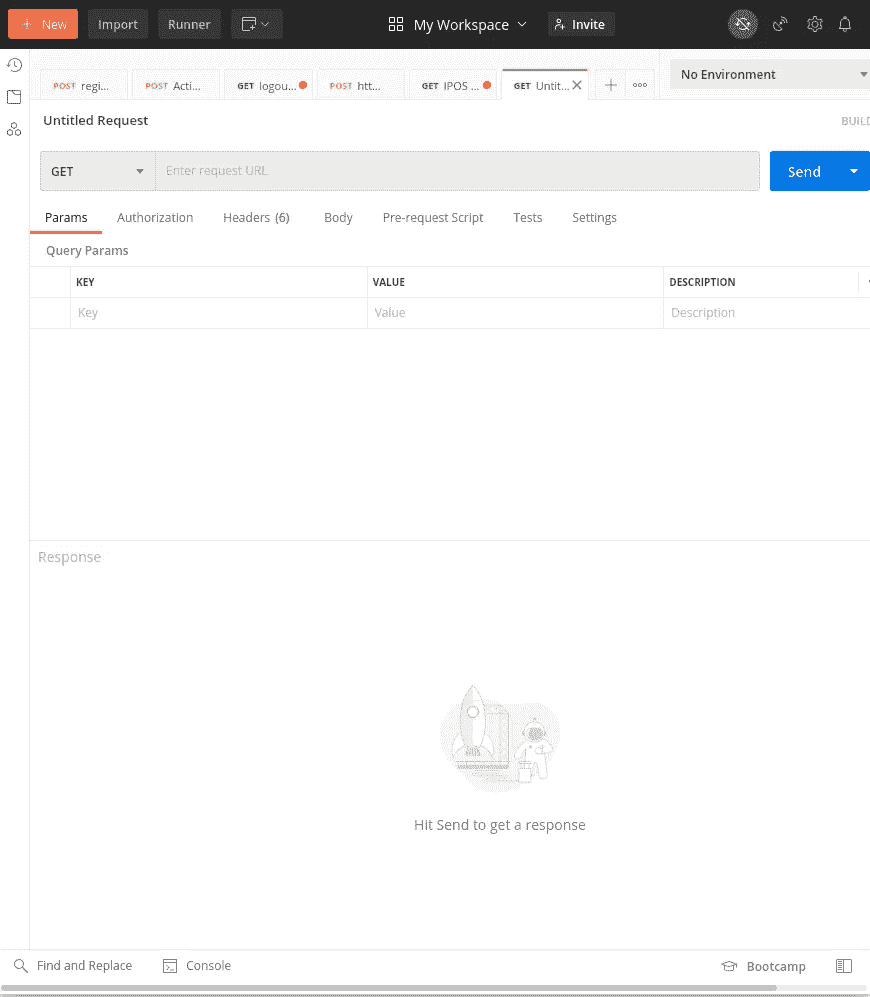 + New Import Runner My Workspace Invite
POST regi... POST Acti... GET logou... POST htt... GET IPOS ... GET Untit... No Environment
Untitled Request BUILD
GET Enter request URL Send
Params Authorization Headers (6) Body Pre-request Script Tests Settings
Query Params
KEY VALUE DESCRIPTION
Key Value Description
Response
Hit Send to get a response
Find and Replace Console Bootcamp